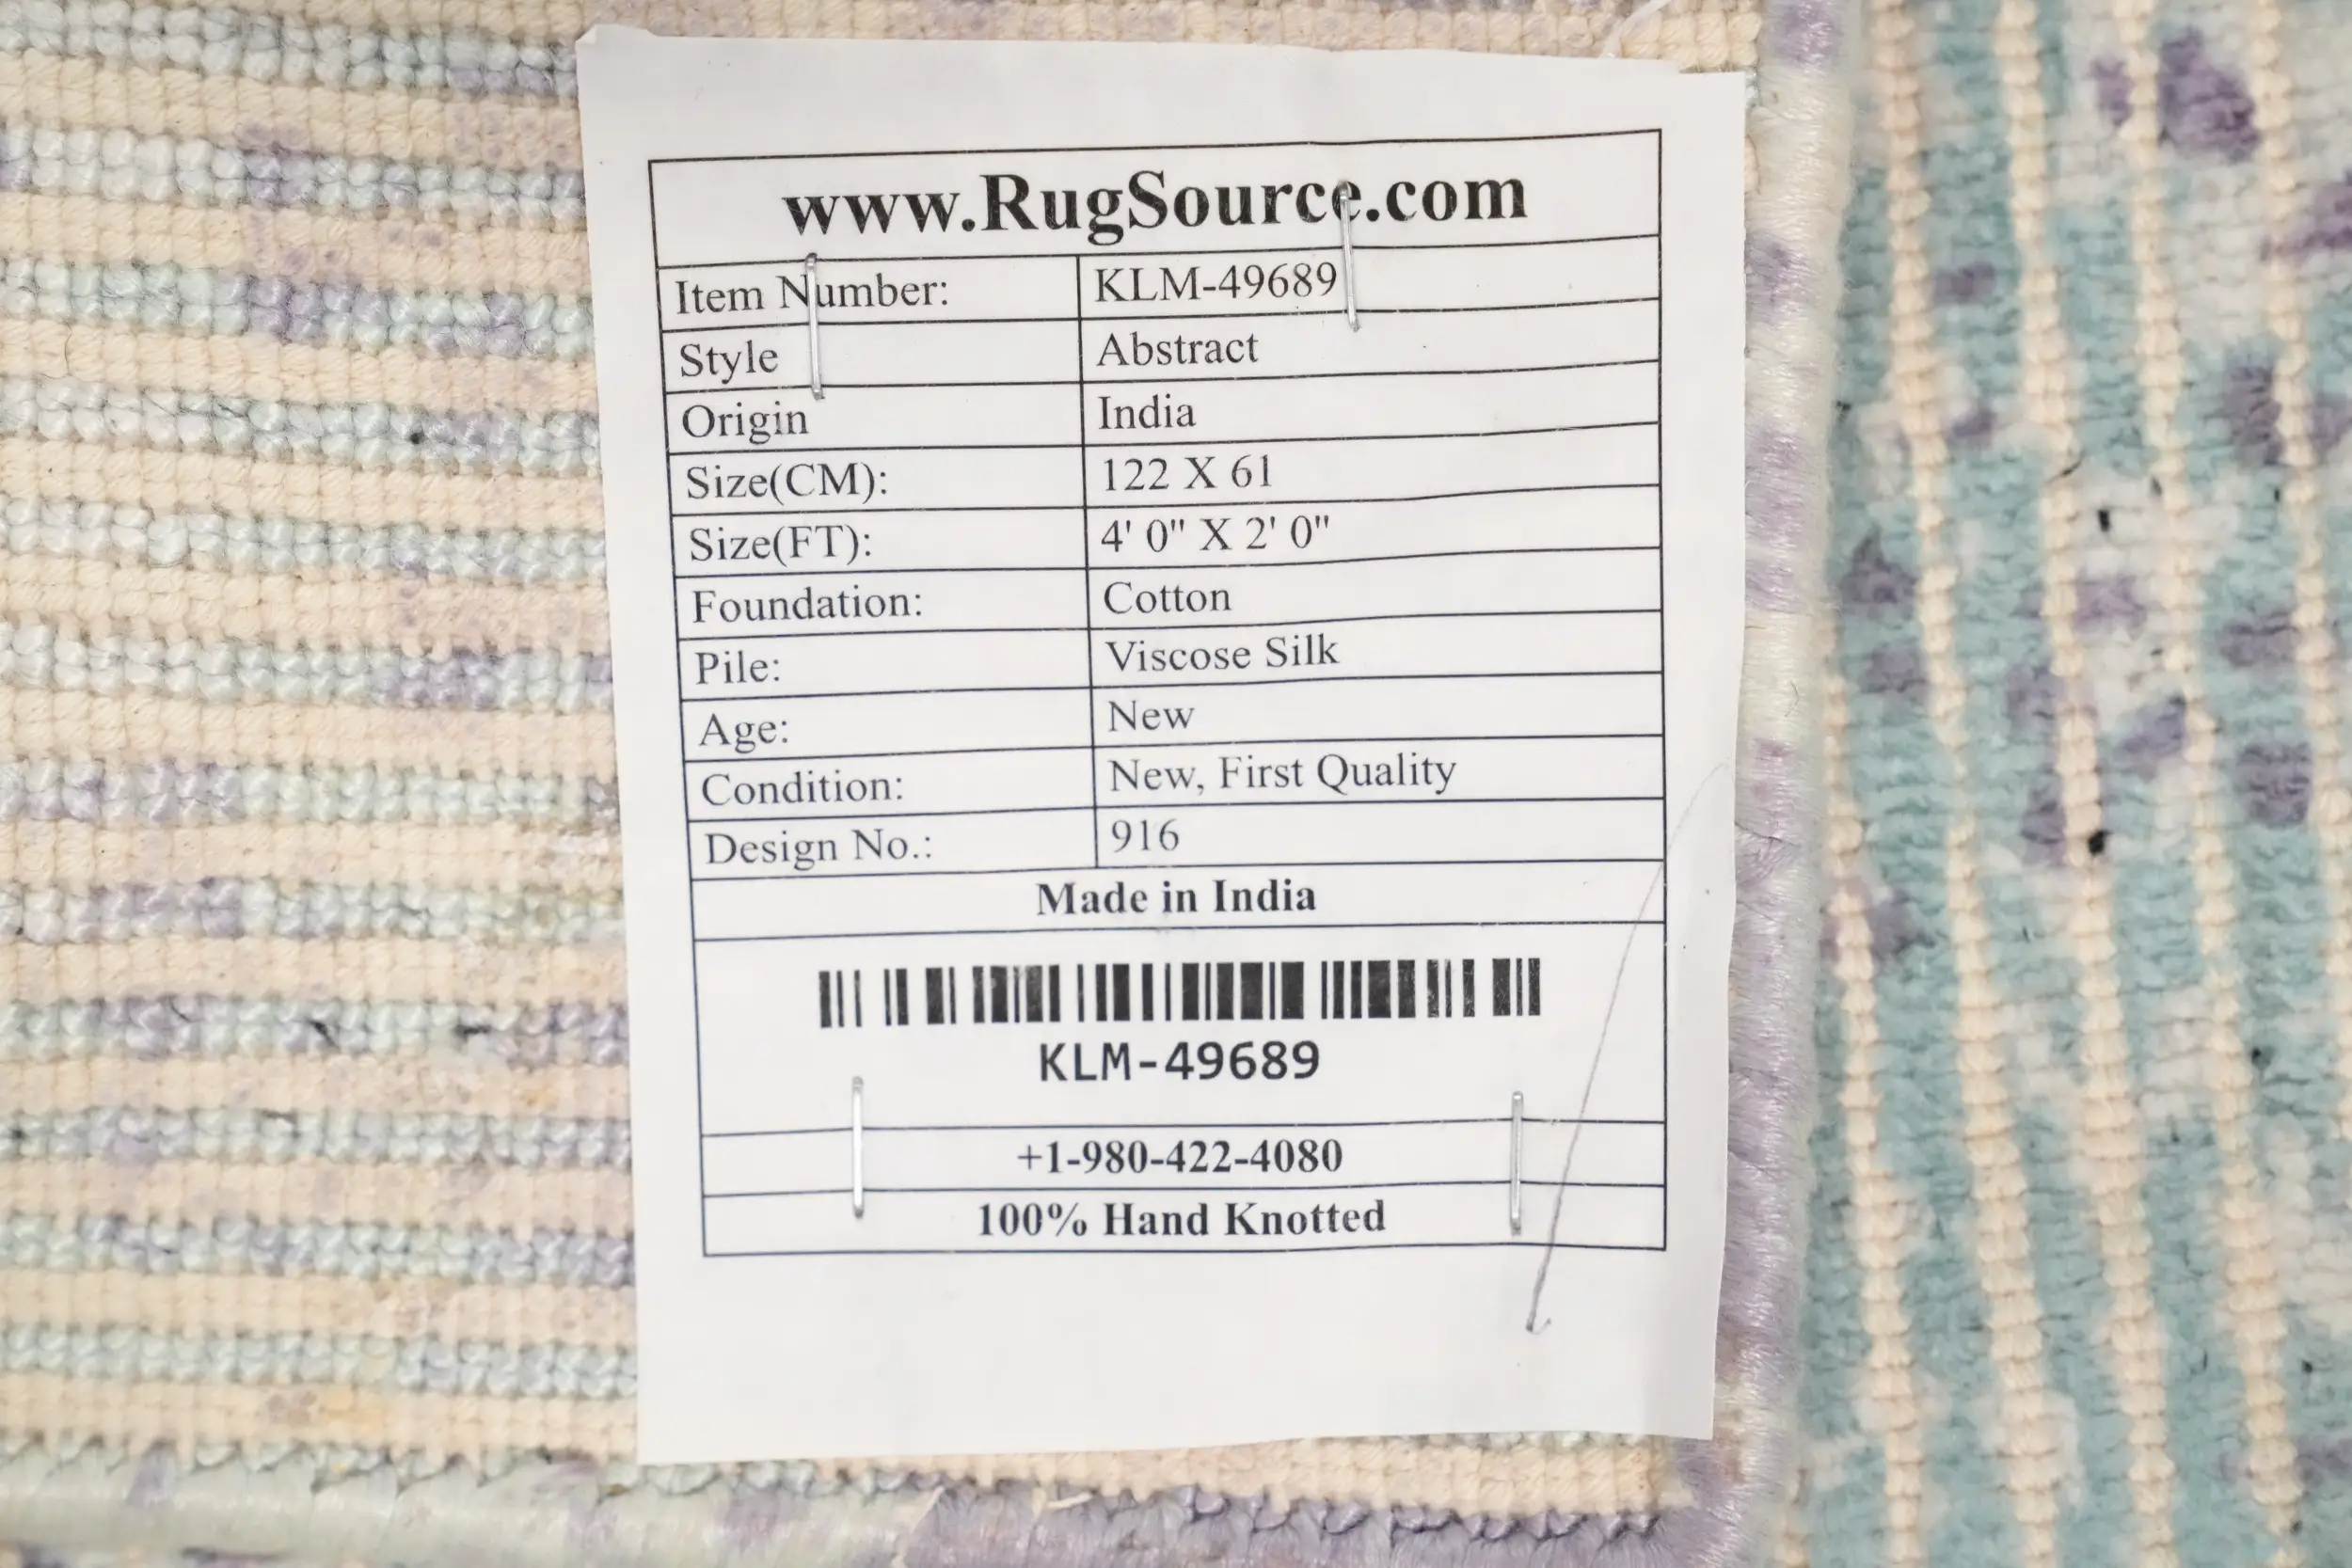 www.RugSource.com
Item Number: KLM-49689
Style Abstract
Origin India
Size(CM): 122 X 61
Size(FT): 4' 0" X 2' 0"
Foundation: Cotton
Pile: Viscose Silk
Age: New
Condition: New, First Quality
Design No.: 916
Made in India
KLM-49689
+1-980-422-4080
100% Hand Knotted